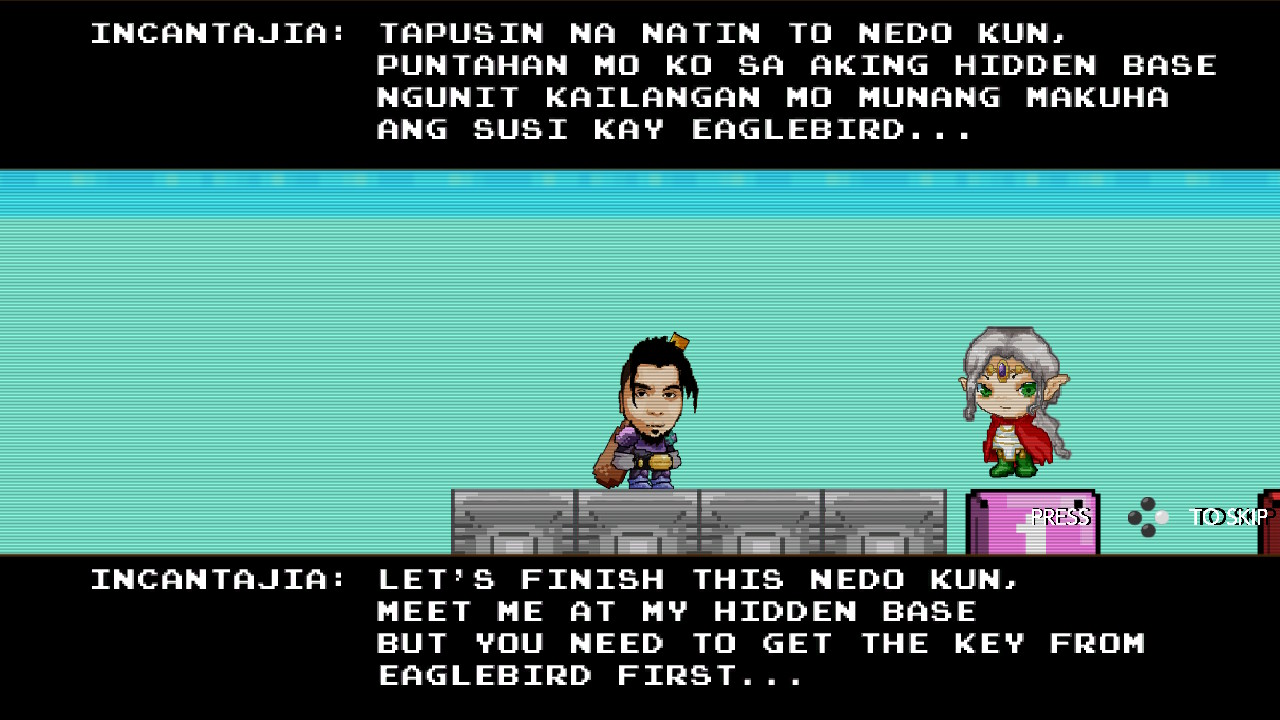 INCANTAJIA: TAPUSIN NA NATIN TO NEDO KUN,
PUNTAHAN MO KO SA AKING HIDDEN BASE
NGUNIT KAILANGAN MO MUNANG MAKUHA
ANG SUSI KAY EAGLEBIRD...
PRESS TO SKIP
INCANTAJIA: LET'S FINISH THIS NEDO KUN,
MEET ME AT MY HIDDEN BASE
BUT YOU NEED TO GET THE KEY FROM
EAGLEBIRD FIRST...